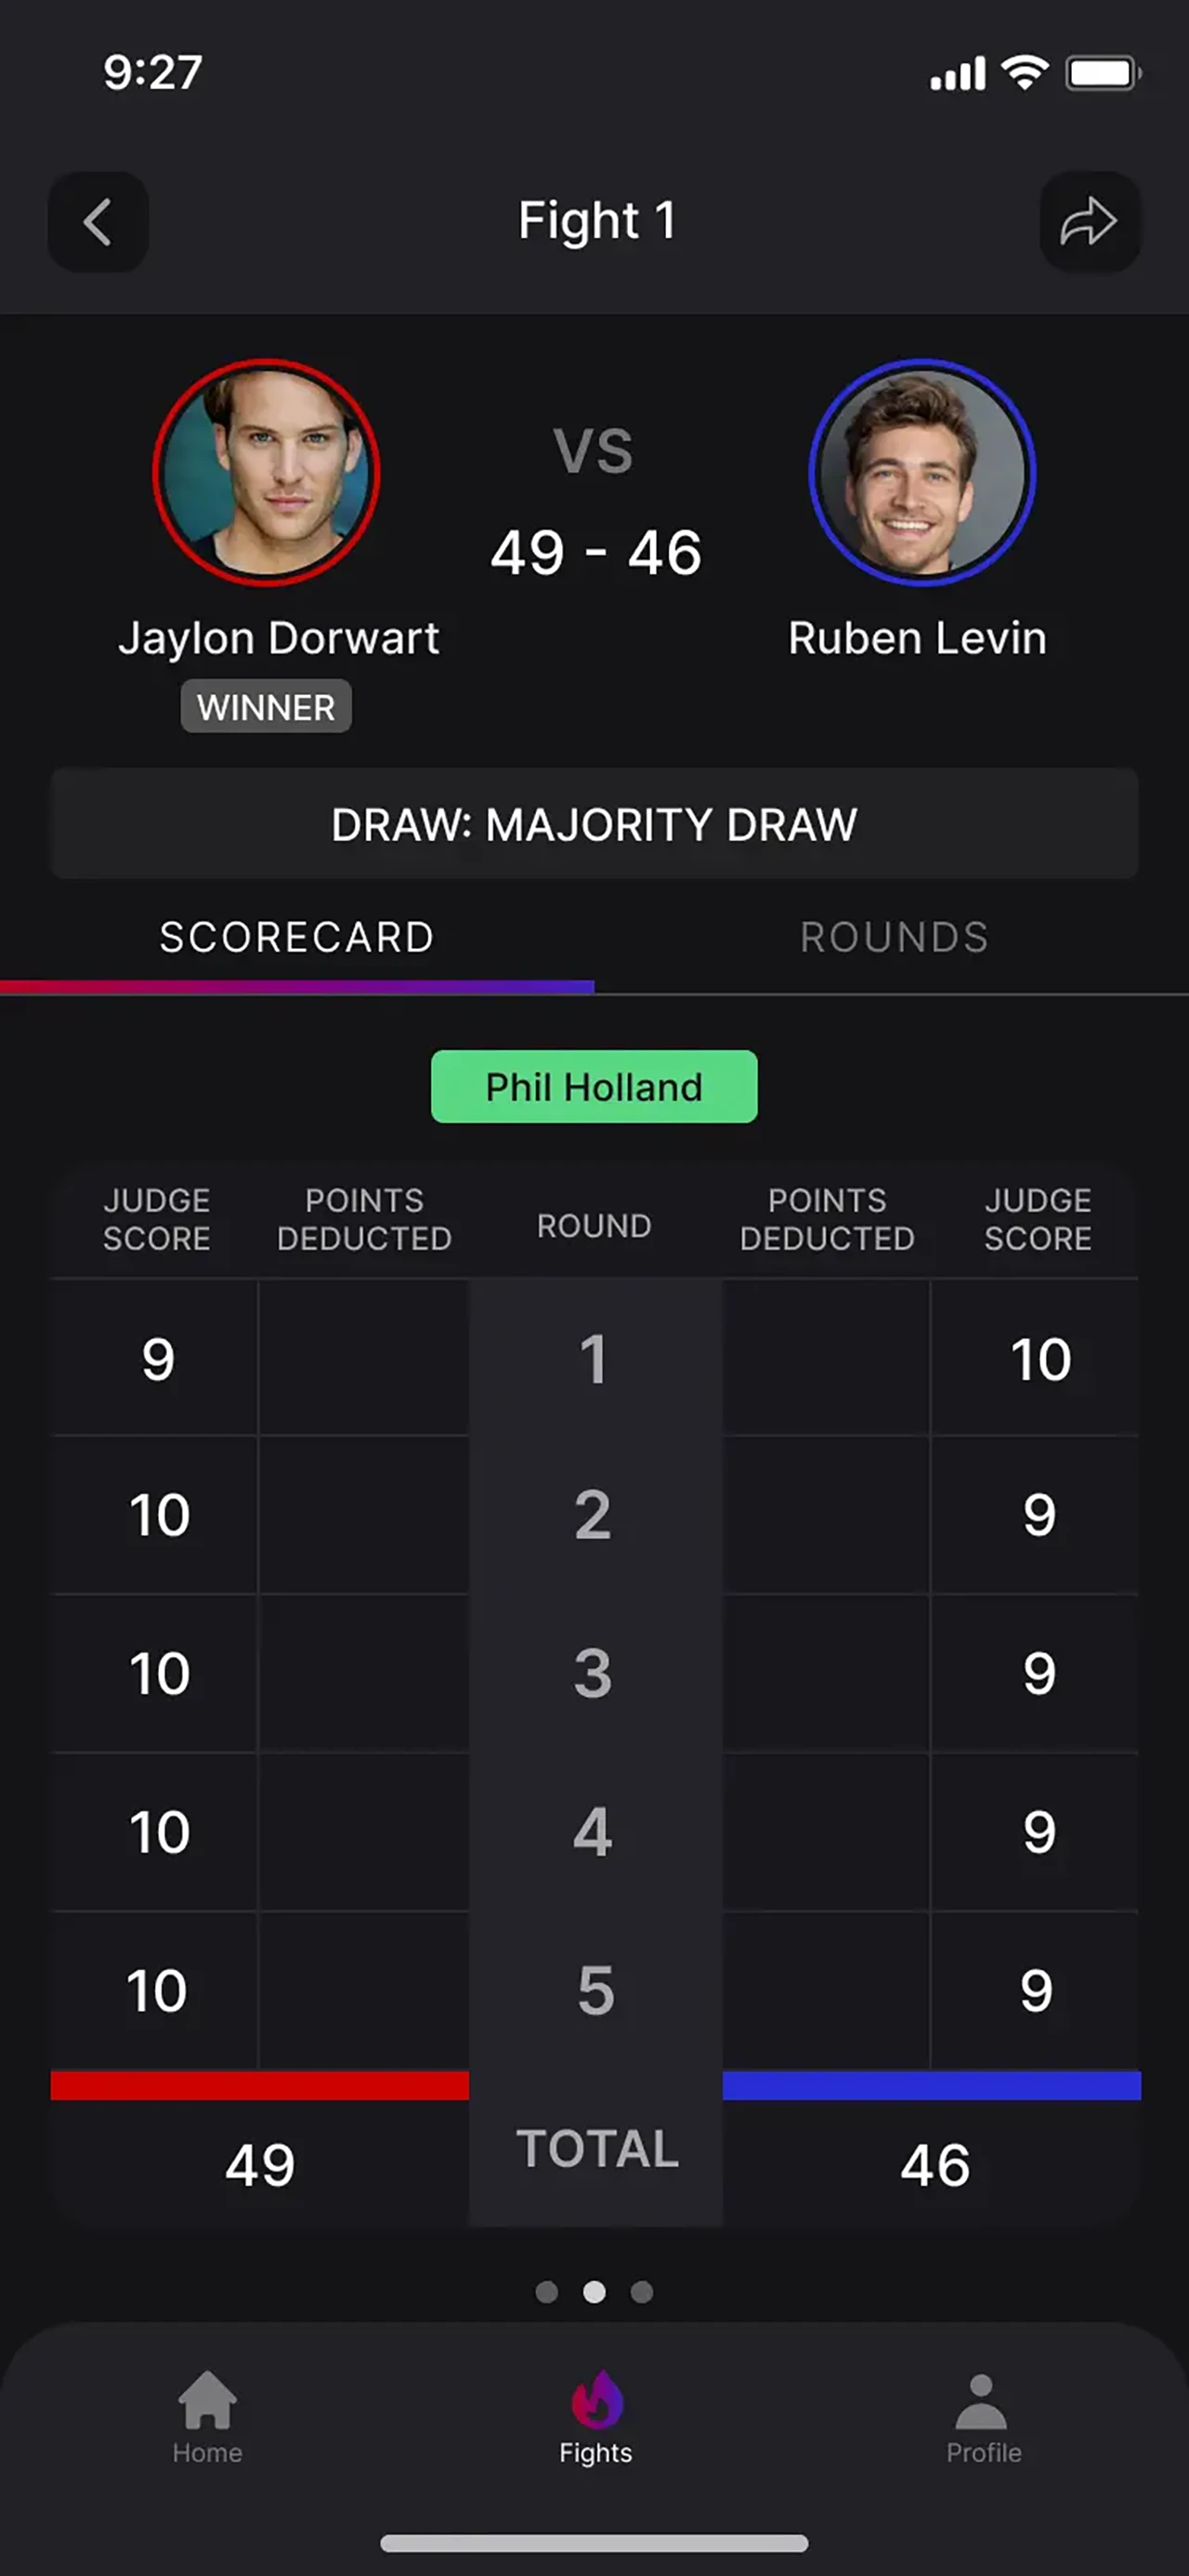 9:27
Fight 1
VS
49 - 46
Jaylon Dorwart
Ruben Levin
WINNER
DRAW: MAJORITY DRAW
SCORECARD
ROUNDS
Phil Holland
JUDGE SCORE
POINTS DEDUCTED
ROUND
POINTS DEDUCTED
JUDGE SCORE
9 1 10
10 2 9
10 3 9
10 4 9
10 5 9
49 TOTAL 46
Home
Fights
Profile